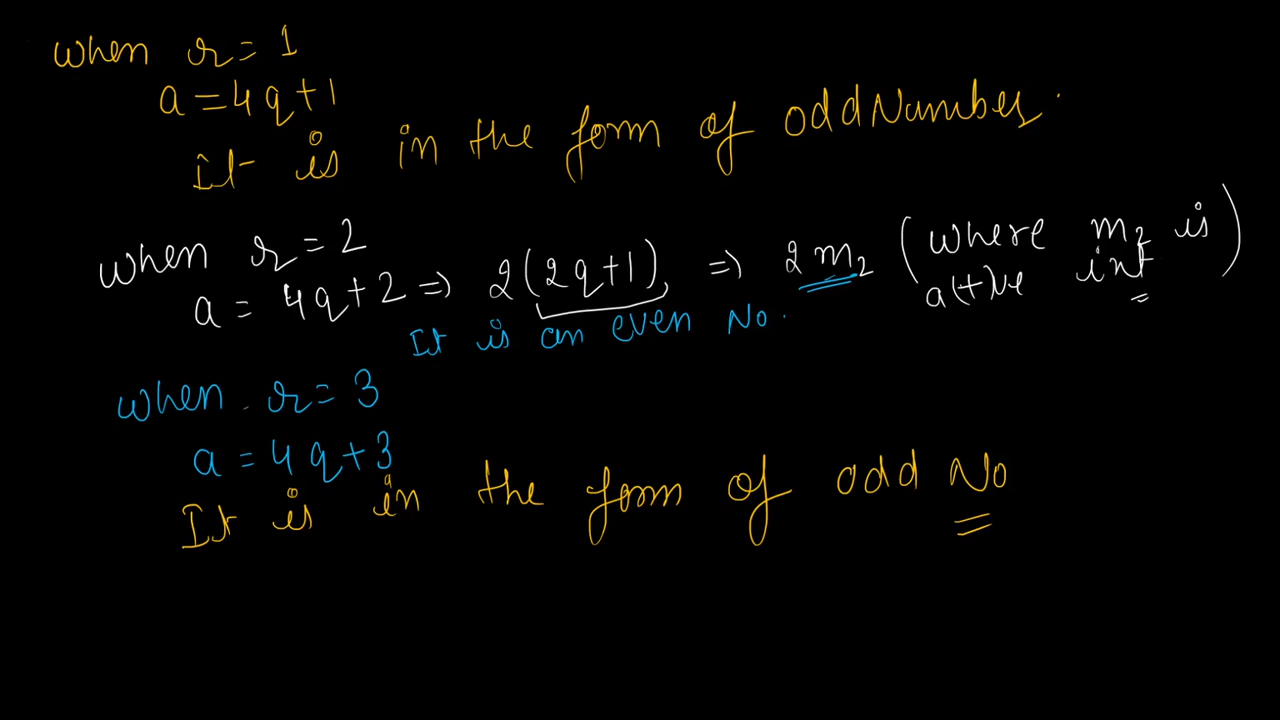 when r = 1
a = 4q+1
It is in the form of odd Number.
when r = 2
a = 4q+2 => 2(2q+1), => 2m₂ (where m₂ is a(+)ve int)
It is an even No.
when r = 3
a = 4q+3
It is in the form of odd No